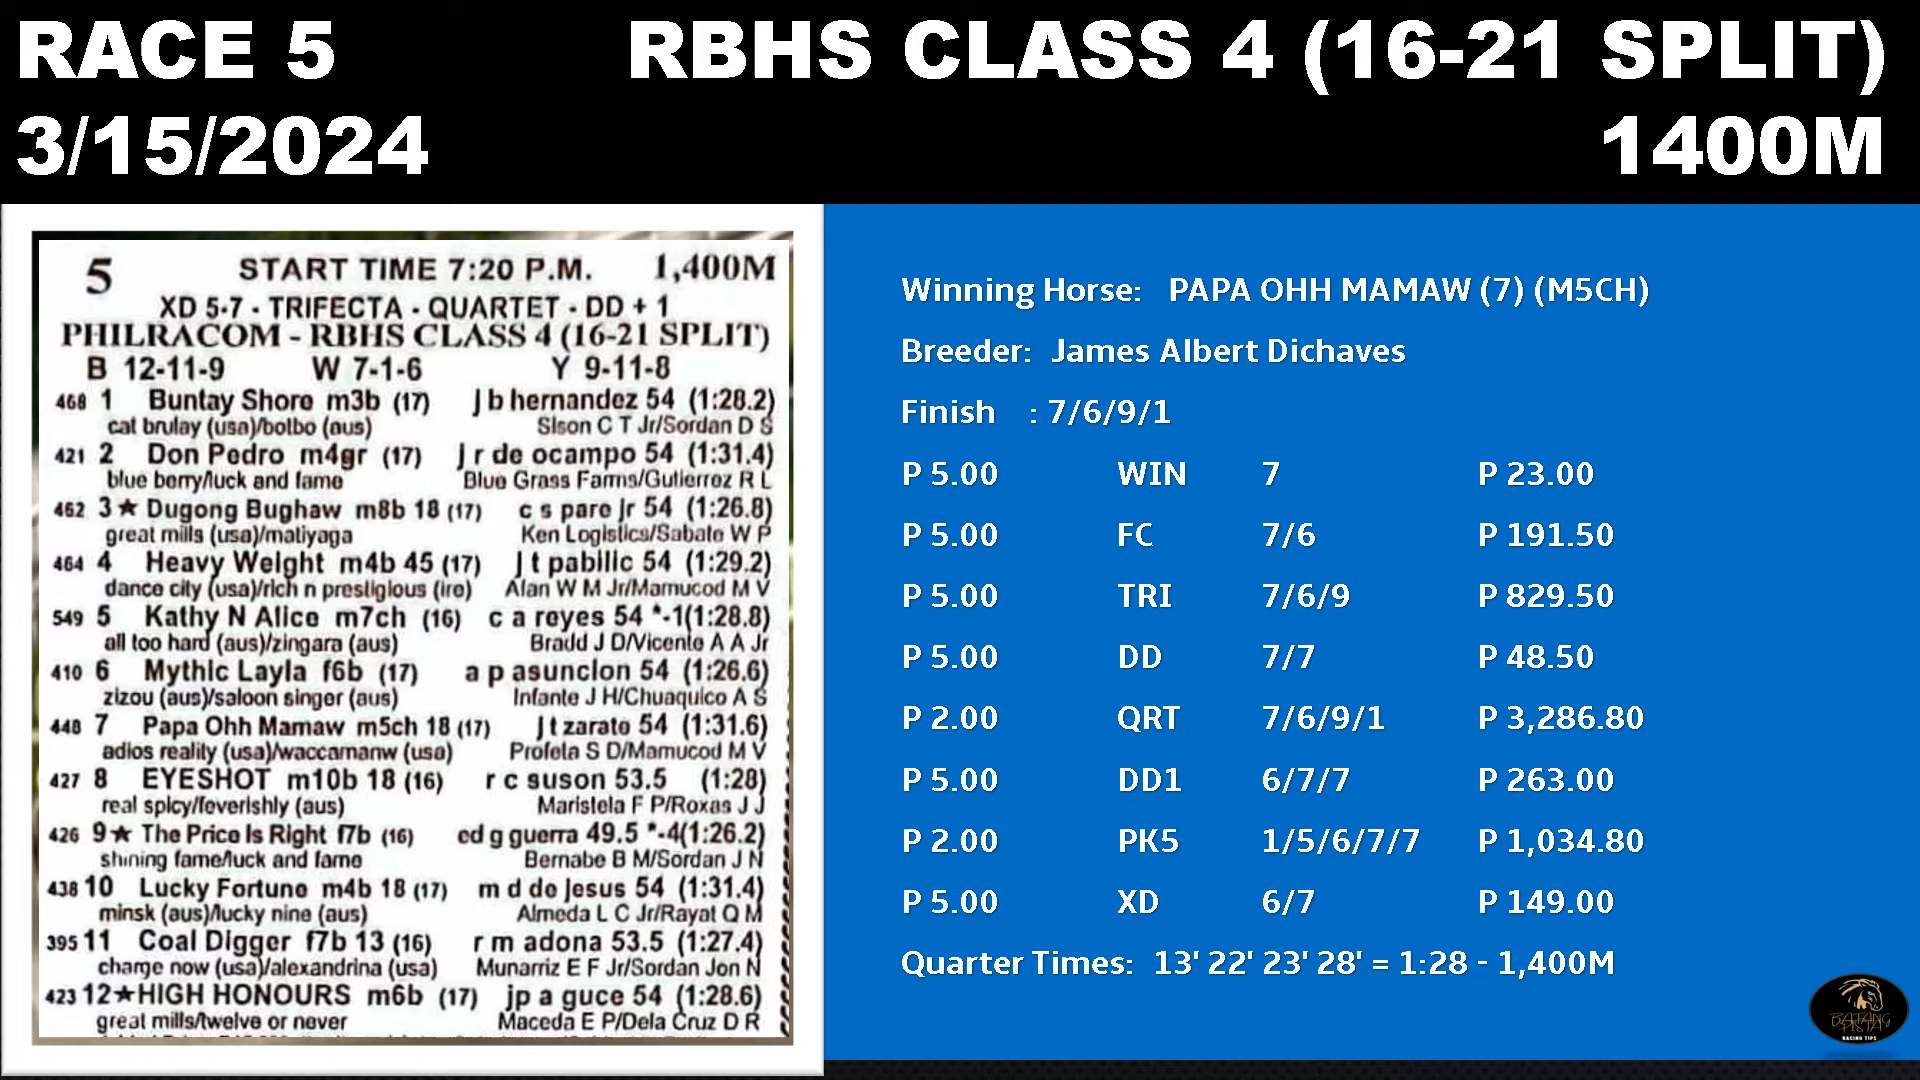 RACE 5
3/15/2024
RBHS CLASS 4 (16-21 SPLIT)
1400M
5 START TIME 7:20 P.M. 1,400M
XD 5-7 - TRIFECTA - QUARTET - DD + 1
PHILRACOM - RBHS CLASS 4 (16-21 SPLIT)
B 12-11-9 W 7-1-6 Y 9-11-8
468 1 Buntay Shore m3b (17) J b hernandez 54 (1:28.2)
cat brulay (usa)/bolbo (aus) Sison C T Jr/Sordan D S
421 2 Don Pedro m4gr (17) J r de ocampo 54 (1:31.4)
blue berry/luck and fame Blue Grass Farms/Gutierrez R L
462 3★ Dugong Bughaw m8b 18 (17) c s pare jr 54 (1:26.8)
great mills (usa)/matiyaga Ken Logistics/Sabato W P
464 4 Heavy Weight m4b 45 (17) J t pabilic 54 (1:29.2)
dance city (usa)/rich n prestigious (ire) Alan W M Jr/Mamucod M V
549 5 Kathy N Alice m7ch (16) c a reyes 54 *-1(1:28.8)
all too hard (aus)/zingara (aus) Bradd J D/Vicente A A Jr
410 6 Mythic Layla f6b (17) a p asuncion 54 (1:26.6)
zizou (aus)/saloon singer (aus) Infante J H/Chuaquico A S
448 7 Papa Ohh Mamaw m5ch 18 (17) J t zarate 54 (1:31.6)
adios reality (usa)/waccamanw (usa) Profeta S D/Mamucod M V
427 8 EYESHOT m10b 18 (16) r c suson 53.5 (1:28)
real spicy/feverishly (aus) Maristela F P/Roxas J J
426 9★ The Price Is Right f7b (16) ed g guerra 49.5 *-4(1:26.2)
shining fame/luck and fame Bernabe B M/Sordan J N
438 10 Lucky Fortune m4b 18 (17) m d de jesus 54 (1:31.4)
minsk (aus)/lucky nine (aus) Almeda L C Jr/Rayat Q M
395 11 Coal Digger f7b 13 (16) r m adona 53.5 (1:27.4)
charge now (usa)/alexandrina (usa) Munarriz E F Jr/Sordan Jon N
423 12★HIGH HONOURS m6b (17) jp a guce 54 (1:28.6)
great mills/twelve or never Maceda E P/Dela Cruz D R
Winning Horse: PAPA OHH MAMAW (7) (M5CH)
Breeder: James Albert Dichaves
Finish : 7/6/9/1
P 5.00 WIN 7 P 23.00
P 5.00 FC 7/6 P 191.50
P 5.00 TRI 7/6/9 P 829.50
P 5.00 DD 7/7 P 48.50
P 2.00 QRT 7/6/9/1 P 3,286.80
P 5.00 DD1 6/7/7 P 263.00
P 2.00 PK5 1/5/6/7/7 P 1,034.80
P 5.00 XD 6/7 P 149.00
Quarter Times: 13' 22' 23' 28' = 1:28 - 1,400M
BATANG
PISTA
RACING TIPS